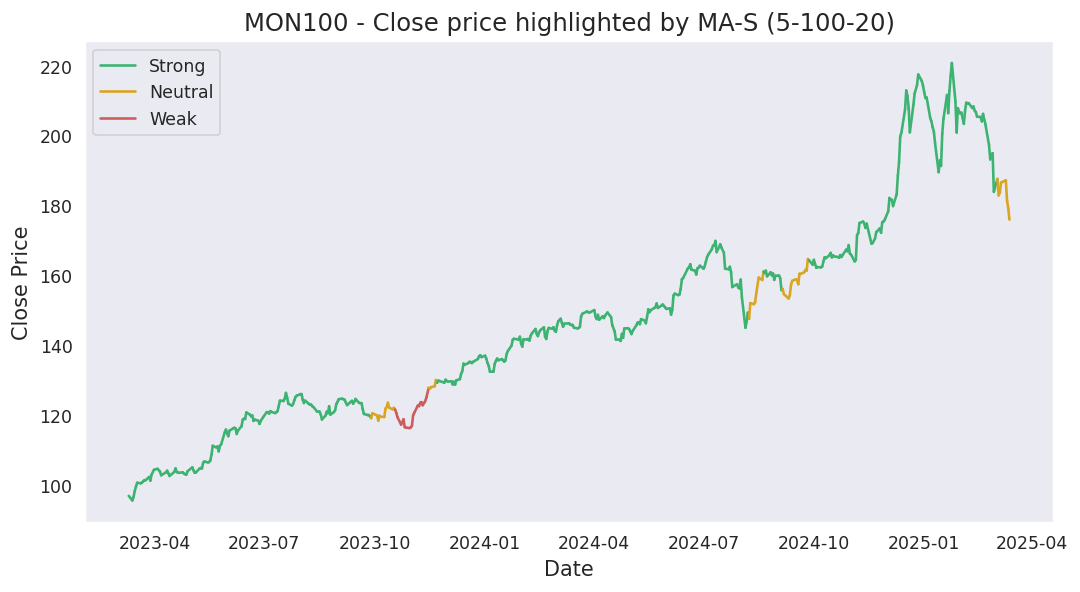 MON100 - Close price highlighted by MA-S (5-100-20)
Strong
Neutral
Weak
Close Price
220
200
180
160
140
120
100
2023-04 2023-07 2023-10 2024-01 2024-04 2024-07 2024-10 2025-01 2025-04
Date